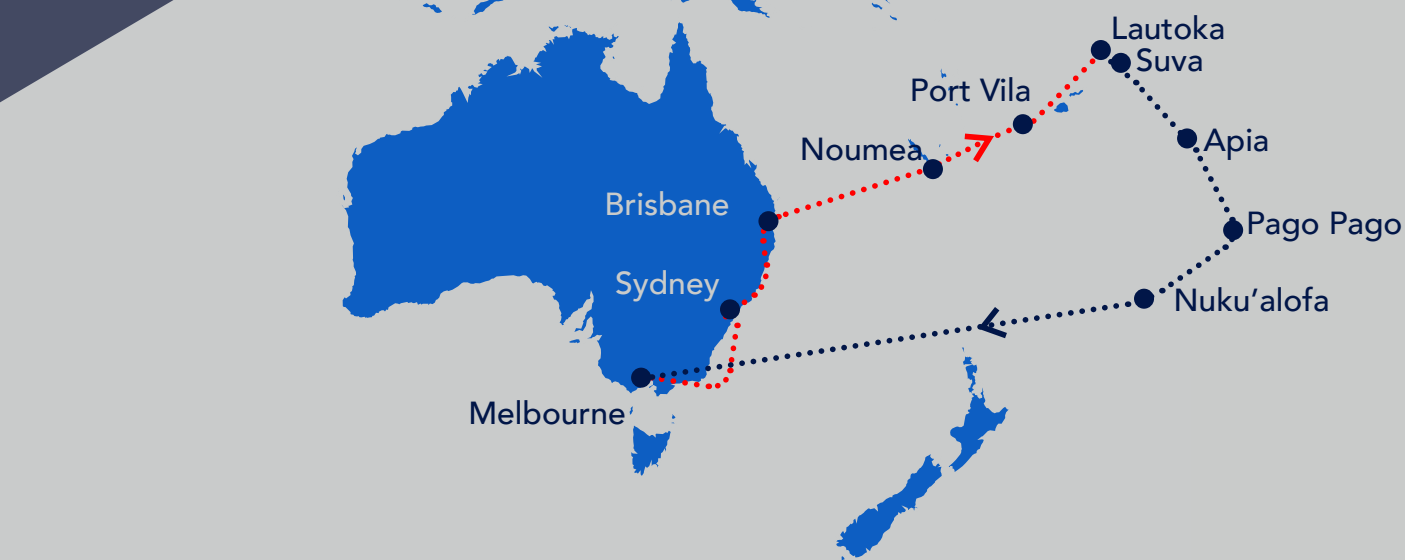 Lautoka
Suva
Port Vila
Apia
Noumea
Brisbane
Pago Pago
Sydney
Nuku’alofa
Melbourne